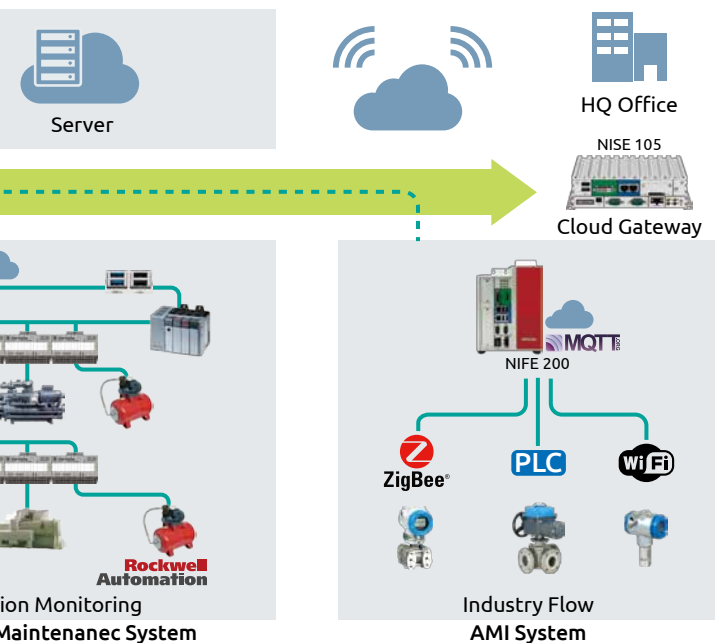 Server
HQ Office
NISE 105
Cloud Gateway
MQTT
.ORG
NIFE 200
ZigBee®
PLC
WiFi
Rockwell
Automation
ion Monitoring
Maintenanec System
Industry Flow
AMI System